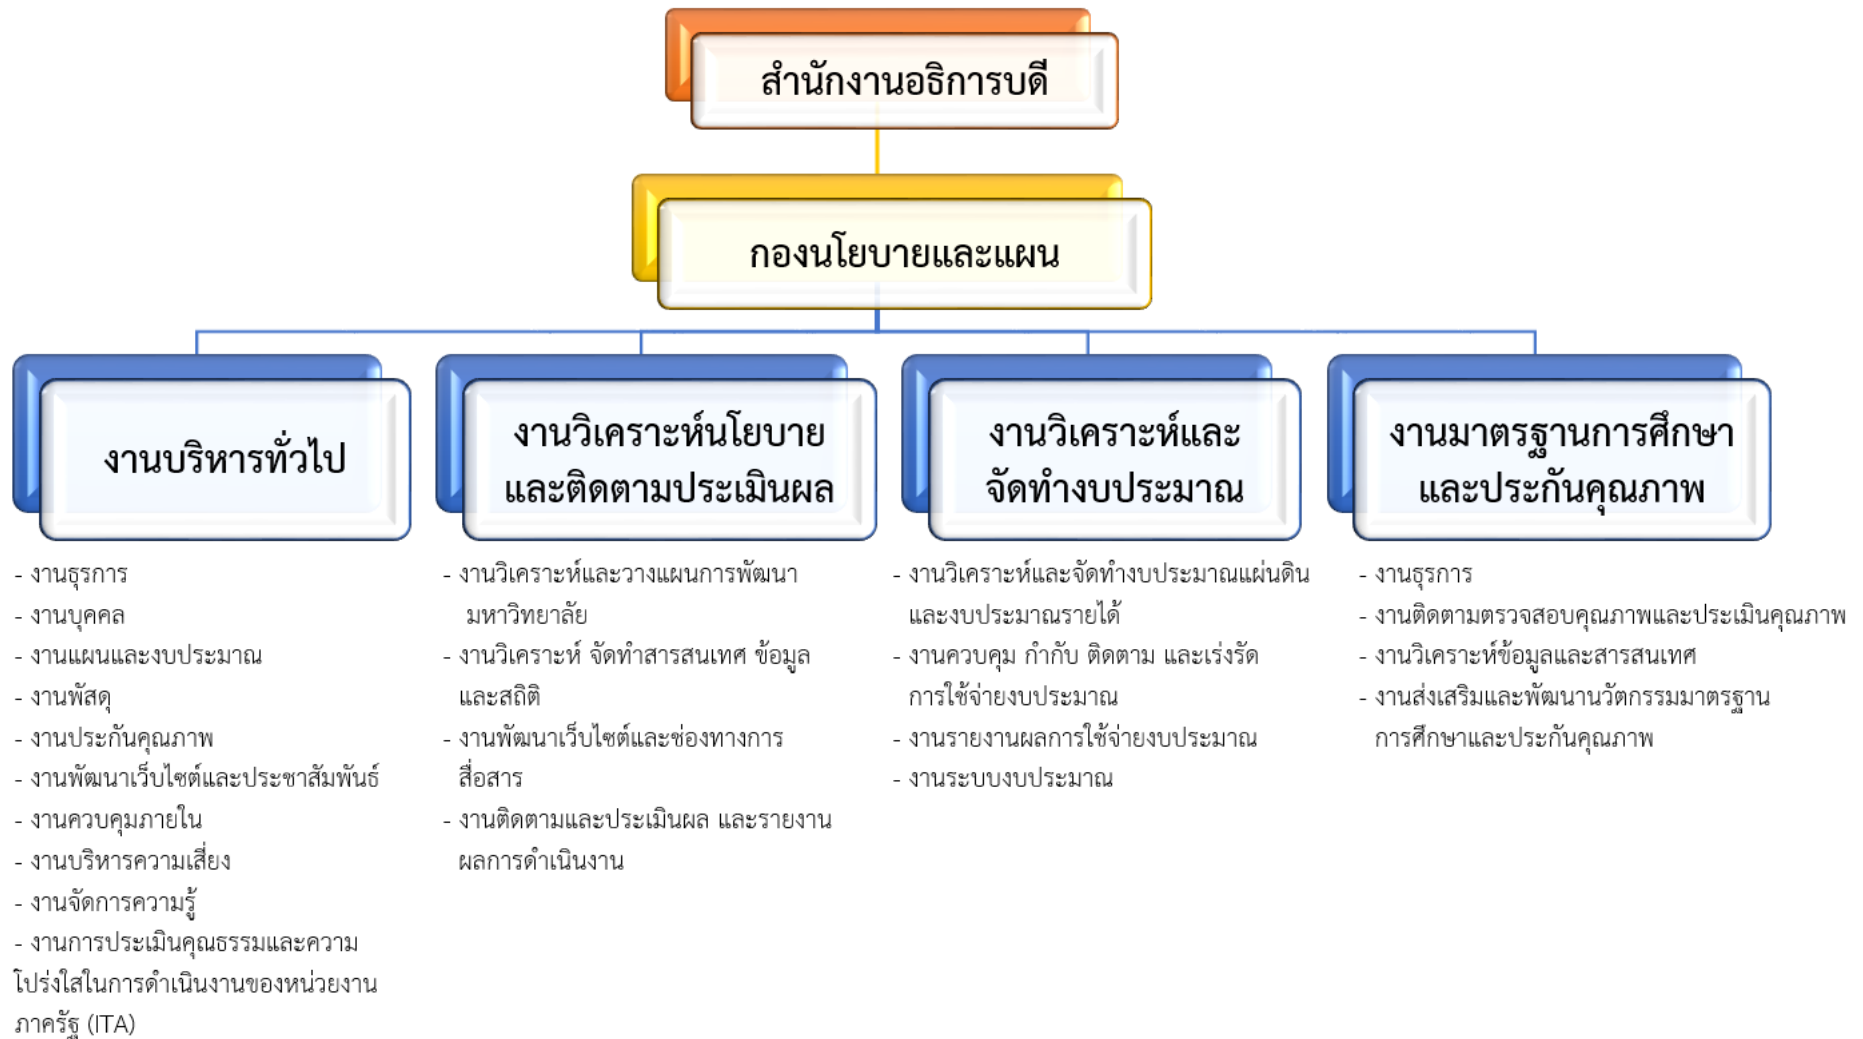 สำนักงานอธิการบดี
กองนโยบายและแผน
งานบริหารทั่วไป
- งานธุรการ
- งานบุคคล
- งานแผนและงบประมาณ
- งานพัสดุ
- งานประกันคุณภาพ
- งานพัฒนาเว็บไซต์และประชาสัมพันธ์
- งานควบคุมภายใน
- งานบริหารความเสี่ยง
- งานจัดการความรู้
- งานการประเมินคุณธรรมและความ
โปร่งใสในการดำเนินงานของหน่วยงาน
ภาครัฐ (ITA)
งานวิเคราะห์นโยบาย
และติดตามประเมินผล
- งานวิเคราะห์และวางแผนการพัฒนา
มหาวิทยาลัย
- งานวิเคราะห์ จัดทำสารสนเทศ ข้อมูล
และสถิติ
- งานพัฒนาเว็บไซต์และช่องทางการ
สื่อสาร
- งานติดตามและประเมินผล และรายงาน
ผลการดำเนินงาน
งานวิเคราะห์และ
จัดทำงบประมาณ
- งานวิเคราะห์และจัดทำงบประมาณแผ่นดิน
และงบประมาณรายได้
- งานควบคุม กำกับ ติดตาม และเร่งรัด
การใช้จ่ายงบประมาณ
- งานรายงานผลการใช้จ่ายงบประมาณ
- งานระบบงบประมาณ
งานมาตรฐานการศึกษา
และประกันคุณภาพ
- งานธุรการ
- งานติดตามตรวจสอบคุณภาพและประเมินคุณภาพ
- งานวิเคราะห์ข้อมูลและสารสนเทศ
- งานส่งเสริมและพัฒนานวัตกรรมมาตรฐาน
การศึกษาและประกันคุณภาพ